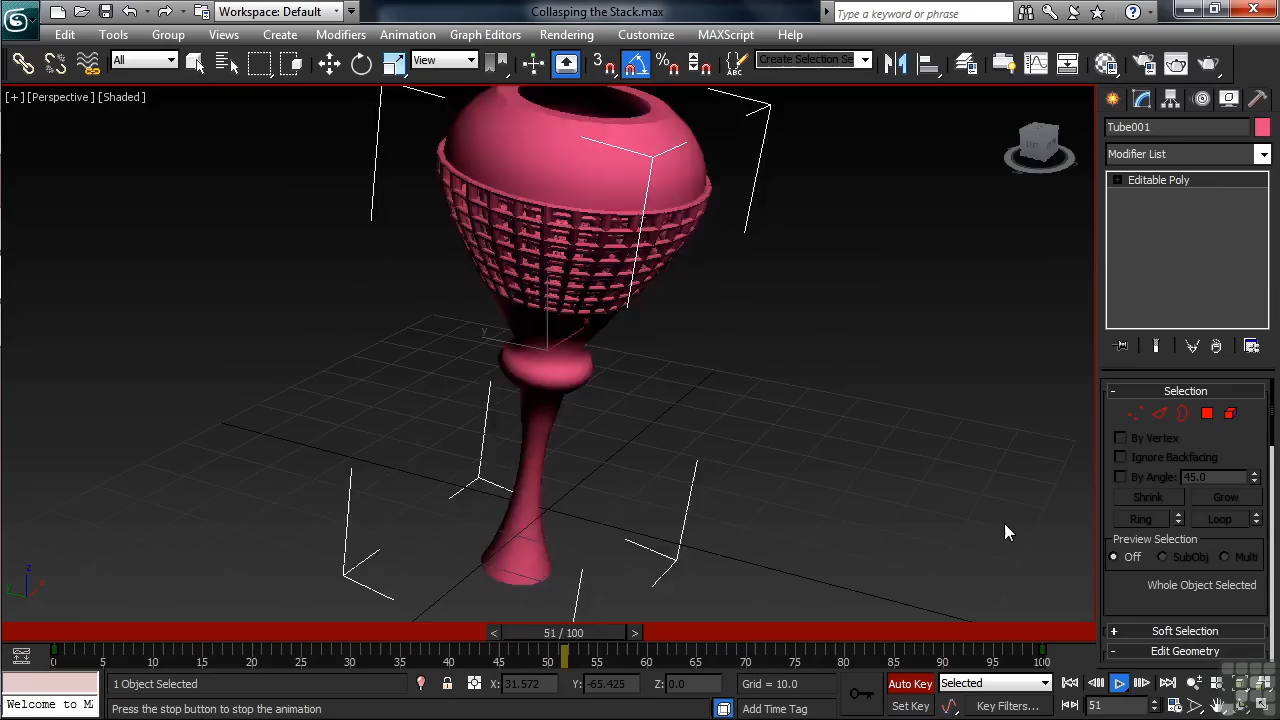 Workspace: Default
Collasping the Stack.max
Type a keyword or phrase
Edit Tools Group Views Create Modifiers Animation Graph Editors Rendering Customize MAXScript Help
All
View
3
Create Selection Se
[+] [Perspective] [Shaded]
Tube001
Modifier List
Editable Poly
Selection
By Vertex
Ignore Backfacing
By Angle: 45.0
Shrink Grow
Ring Loop
Preview Selection
Off SubObj Multi
Whole Object Selected
Soft Selection
Edit Geometry
y
x
z
< 51 / 100 >
0 5 10 15 20 25 30 35 40 45 50 55 60 65 70 75 80 85 90 95 100
1 Object Selected X: 31.572 Y: -65.425 Z: 0.0 Grid = 10.0 Auto Key Selected
Welcome to M Press the stop button to stop the animation Add Time Tag Set Key Key Filters... 51